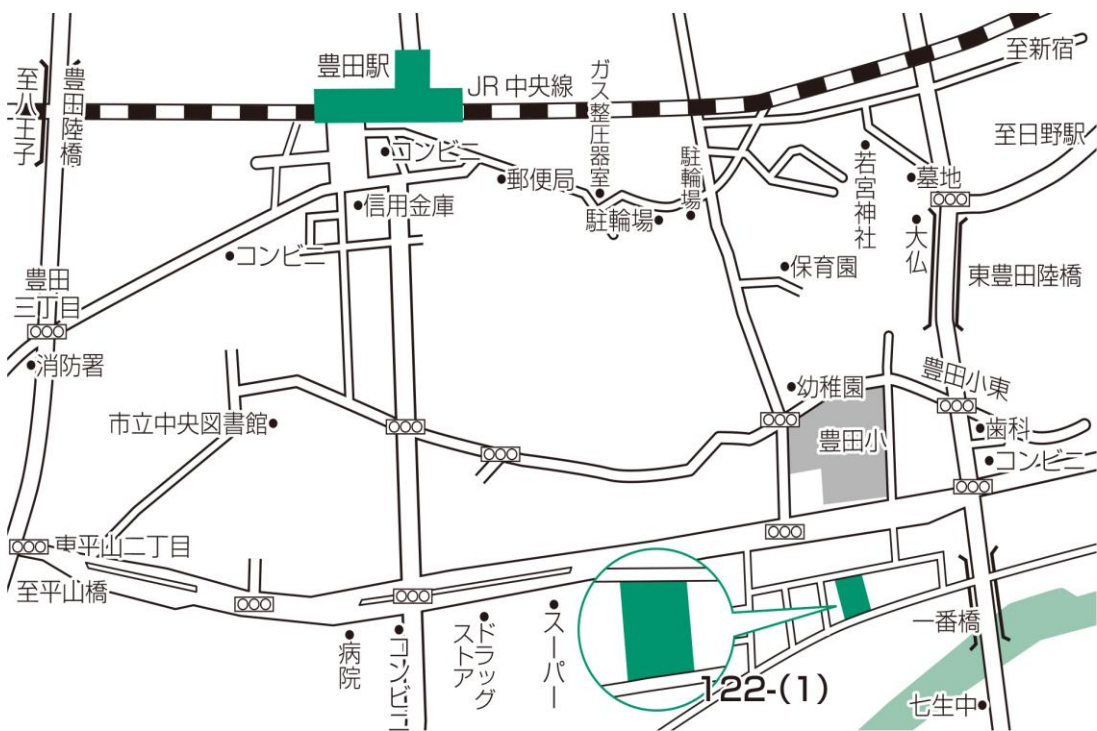 豊田駅
JR中央線
至新宿
至八王子
豊田陸橋
ガス整圧器室
駐輪場
至日野駅
コンビニ
郵便局
若宮神社
墓地
信用金庫
駐輪場
大仏
コンビニ
保育園
東豊田陸橋
豊田
三丁目
消防署
幼稚園
豊田小東
市立中央図書館
豊田小
歯科
コンビニ
東平山二丁目
至平山橋
一番橋
病院
コンビニ
ドラッグ
ストア
スーパー
122-(1)
七生中